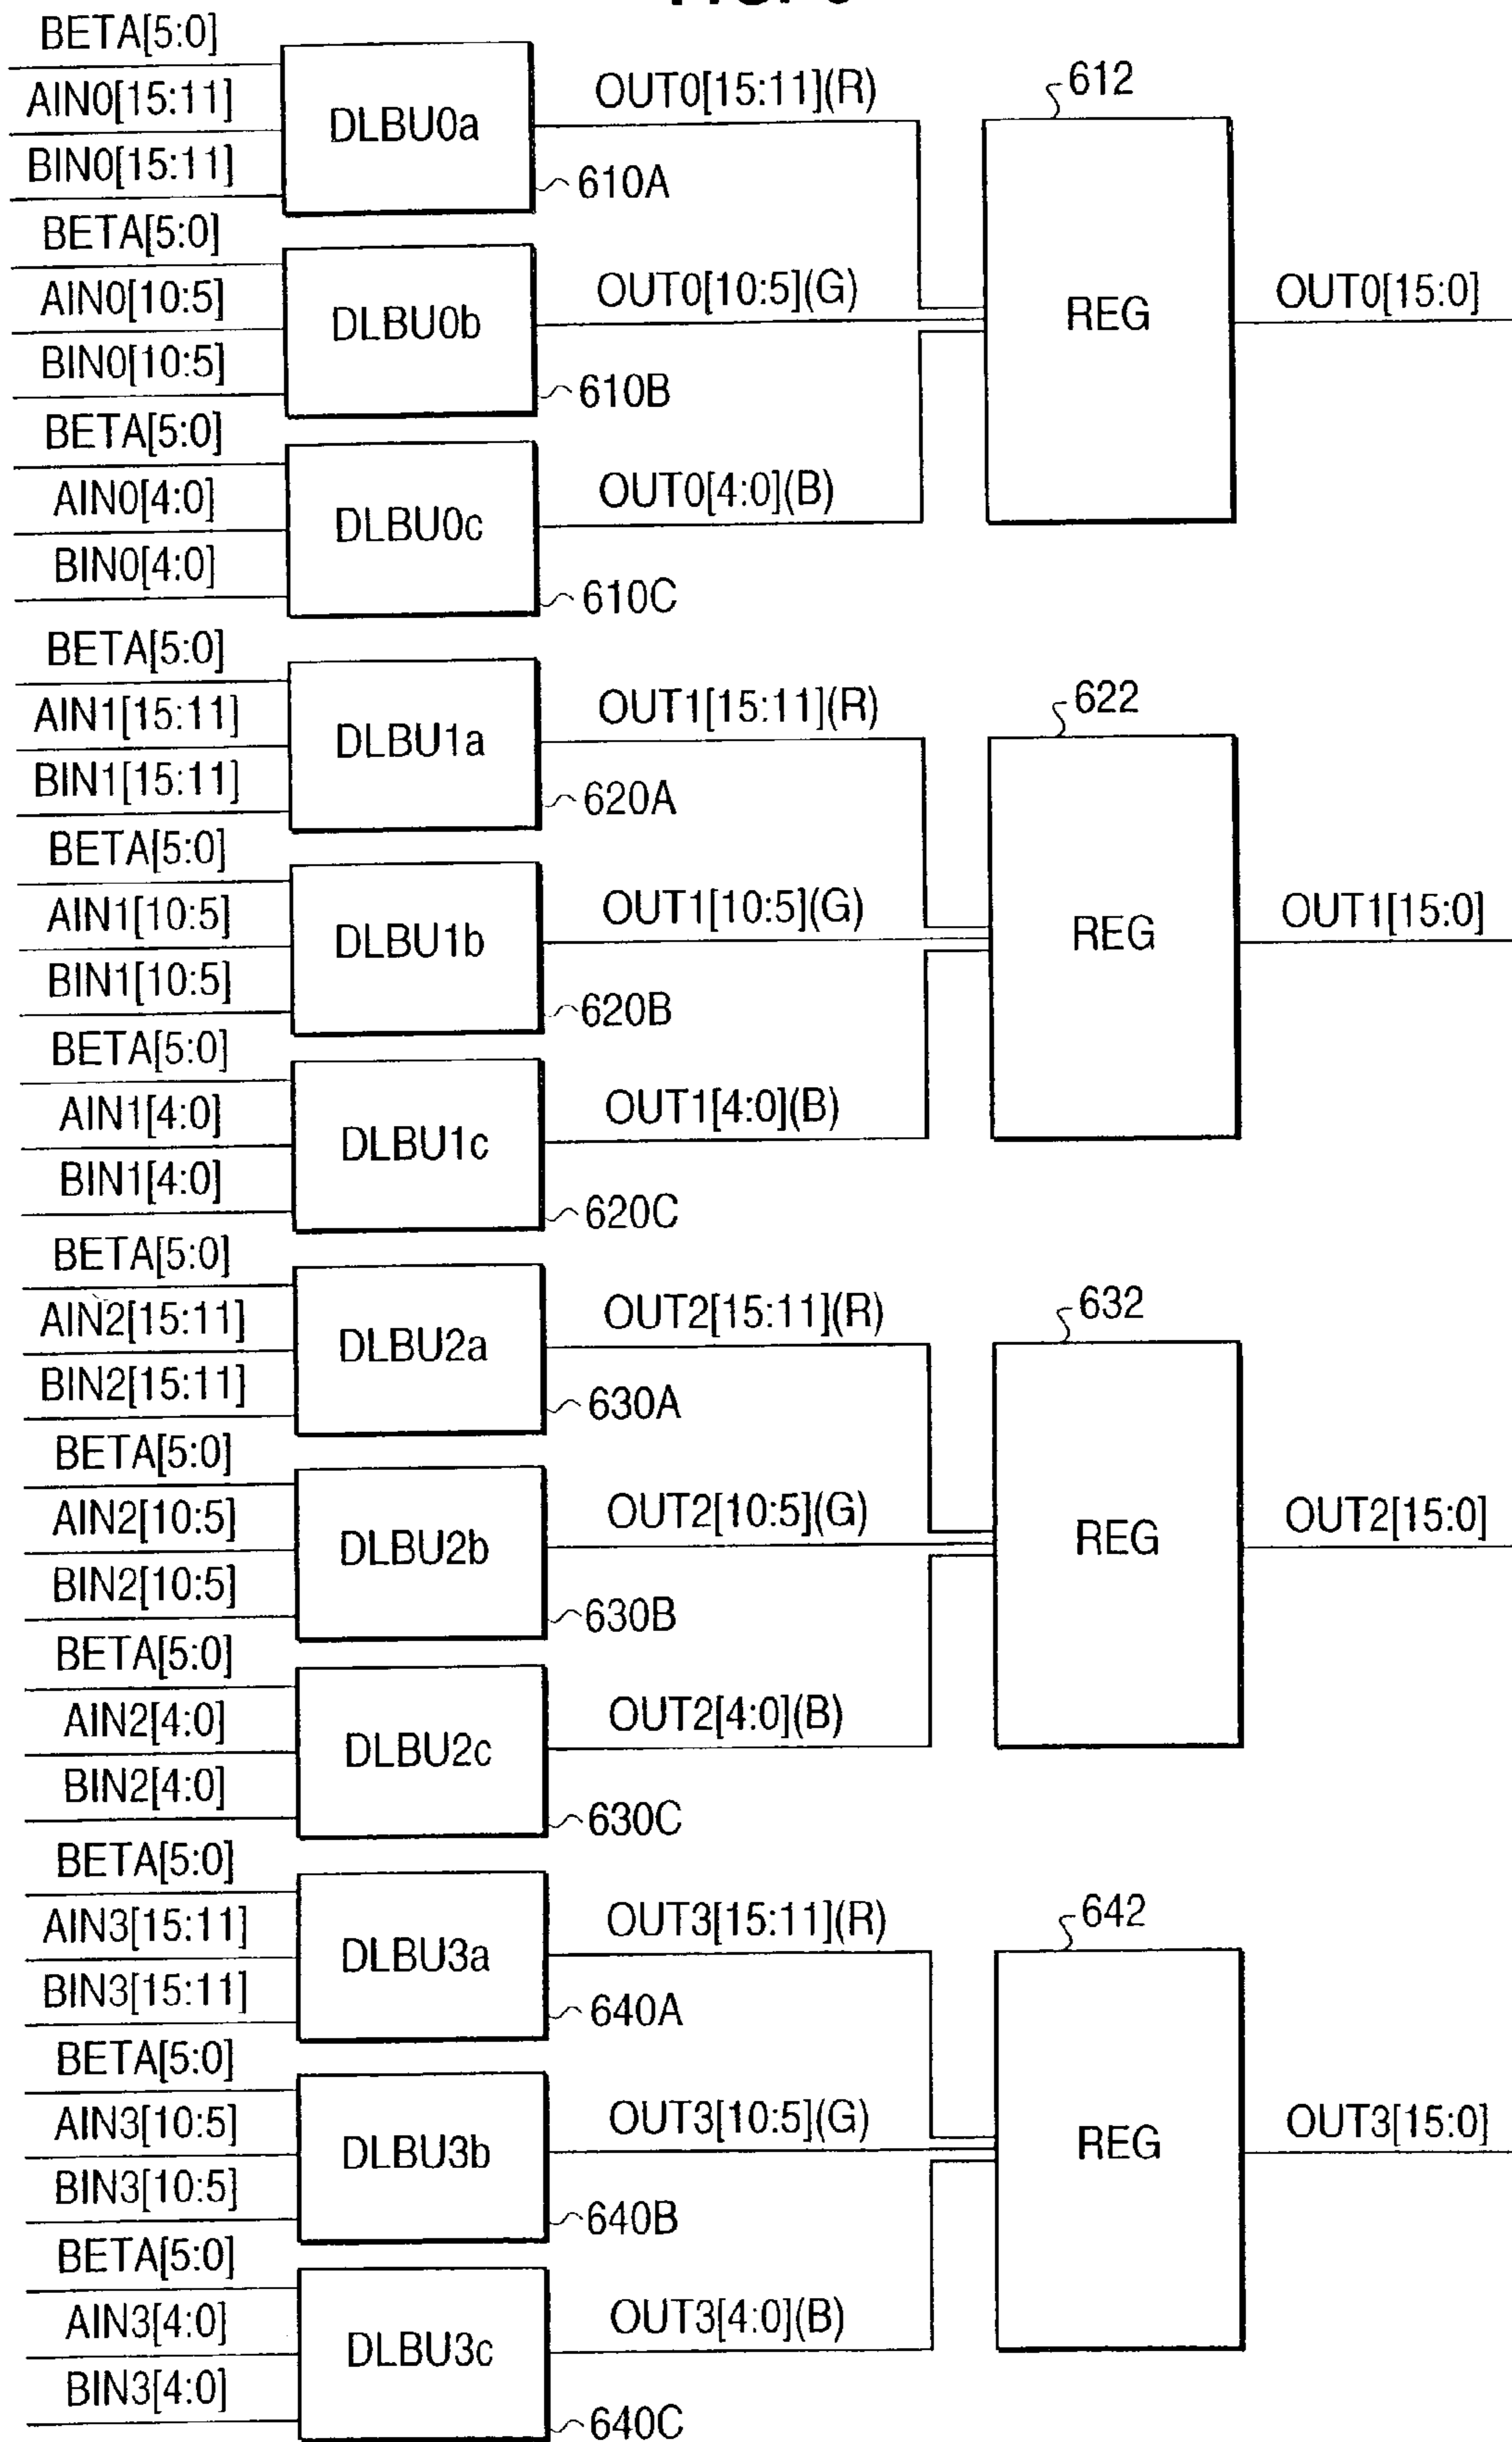 BETA[5:0]
AIN0[15:11]
BIN0[15:11]
DLBU0a
OUT0[15:11](R)
610A
612
BETA[5:0]
AIN0[10:5]
BIN0[10:5]
DLBU0b
OUT0[10:5](G)
610B
REG
OUT0[15:0]
BETA[5:0]
AIN0[4:0]
BIN0[4:0]
DLBU0c
OUT0[4:0](B)
610C
BETA[5:0]
AIN1[15:11]
BIN1[15:11]
DLBU1a
OUT1[15:11](R)
620A
622
BETA[5:0]
AIN1[10:5]
BIN1[10:5]
DLBU1b
OUT1[10:5](G)
620B
REG
OUT1[15:0]
BETA[5:0]
AIN1[4:0]
BIN1[4:0]
DLBU1c
OUT1[4:0](B)
620C
BETA[5:0]
AIN2[15:11]
BIN2[15:11]
DLBU2a
OUT2[15:11](R)
630A
632
BETA[5:0]
AIN2[10:5]
BIN2[10:5]
DLBU2b
OUT2[10:5](G)
630B
REG
OUT2[15:0]
BETA[5:0]
AIN2[4:0]
BIN2[4:0]
DLBU2c
OUT2[4:0](B)
630C
BETA[5:0]
AIN3[15:11]
BIN3[15:11]
DLBU3a
OUT3[15:11](R)
640A
642
BETA[5:0]
AIN3[10:5]
BIN3[10:5]
DLBU3b
OUT3[10:5](G)
640B
REG
OUT3[15:0]
BETA[5:0]
AIN3[4:0]
BIN3[4:0]
DLBU3c
OUT3[4:0](B)
640C